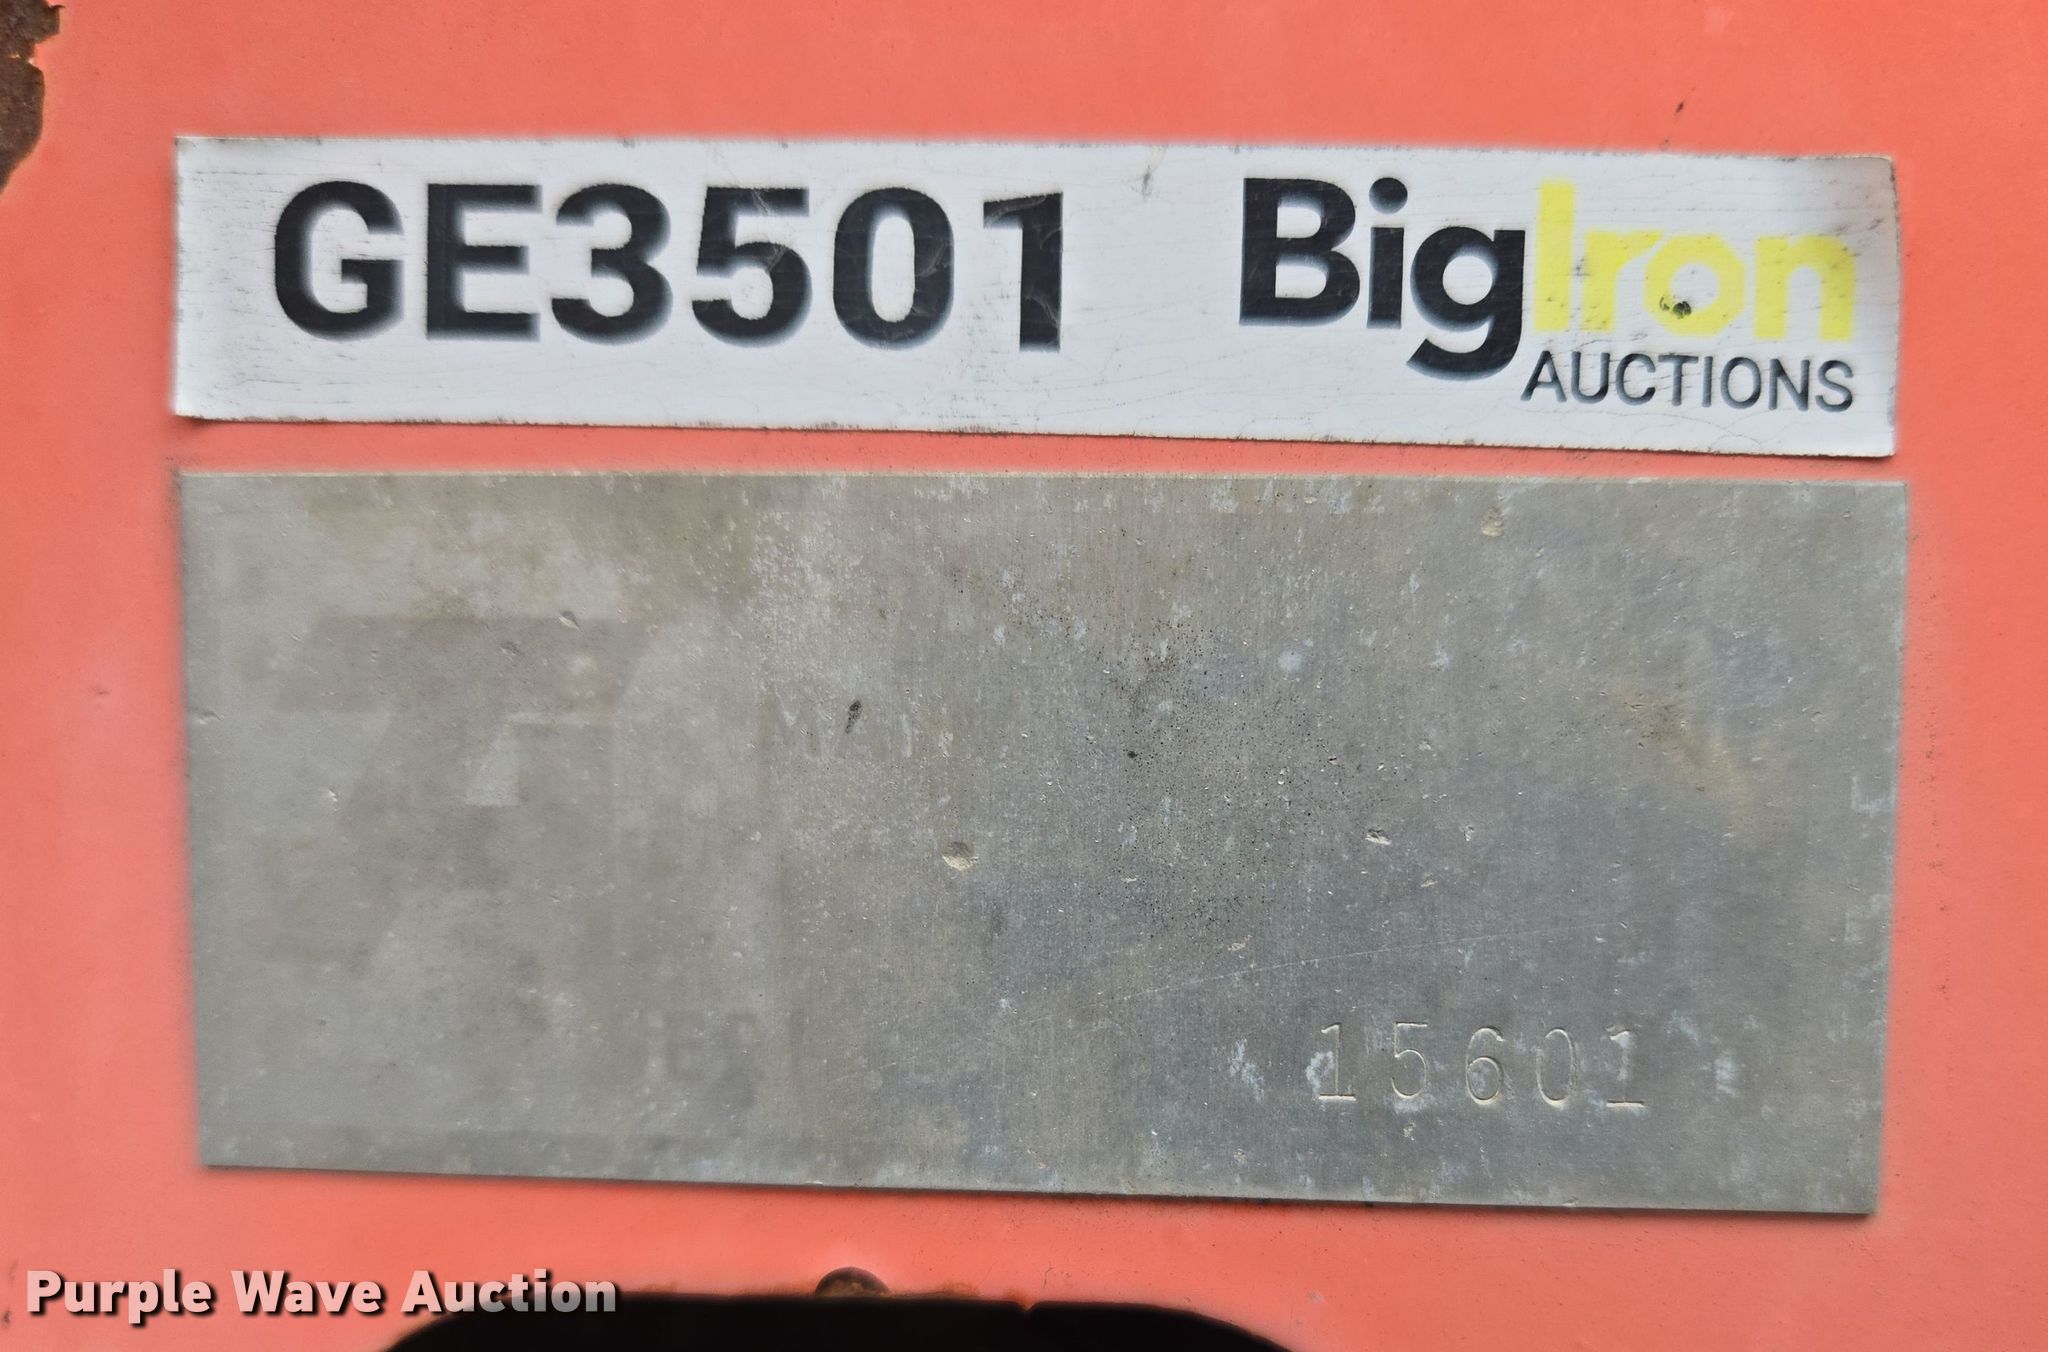 GE3501 BigIron
AUCTIONS
15601
Purple Wave Auction